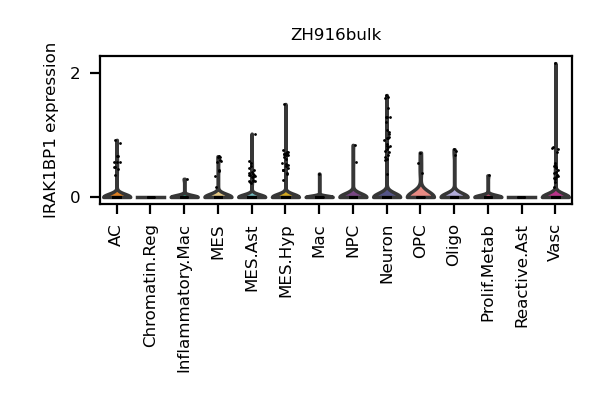 ZH916bulk
IRAK1BP1 expression
2
0
AC
Chromatin.Reg
Inflammatory.Mac
MES
MES.Ast
MES.Hyp
Mac
NPC
Neuron
OPC
Oligo
Prolif.Metab
Reactive.Ast
Vasc